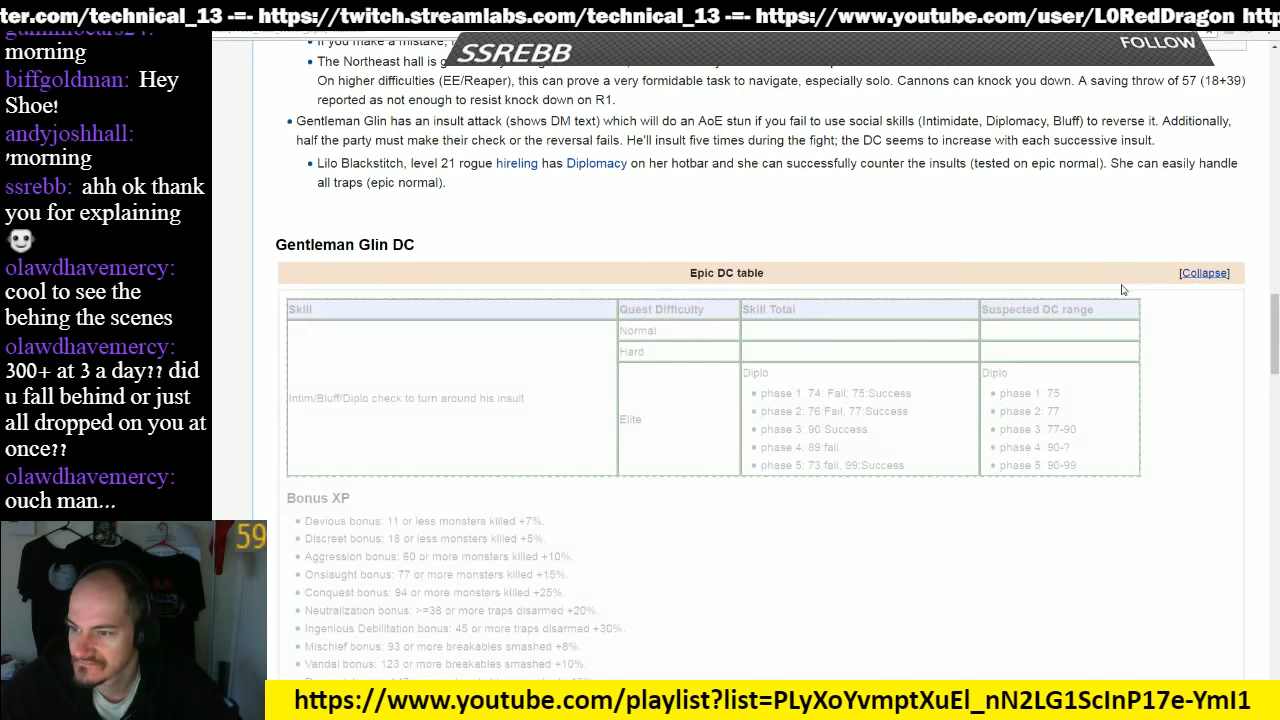 ter.com/technical_13 -=- https://twitch.streamlabs.com/technical_13 -=- https://www.youtube.com/user/L0RedDragon
morning
biffgoldman: Hey
Shoe!
andyjoshhall:
'morning
ssrebb: ahh ok thank
you for explaining
olawdhavemercy:
cool to see the
behing the scenes
olawdhavemercy:
300+ at 3 a day?? did
u fall behind or just
all dropped on you at
once??
olawdhavemercy:
ouch man...
59
SSREBB
FOLLOW
If you make a mistake,
The Northeast hall is
On higher difficulties (EE/Reaper), this can prove a very formidable task to navigate, especially solo. Cannons can knock you down. A saving throw of 57 (18+39)
reported as not enough to resist knock down on R1.
Gentleman Glin has an insult attack (shows DM text) which will do an AoE stun if you fail to use social skills (Intimidate, Diplomacy, Bluff) to reverse it. Additionally,
half the party must make their check or the reversal fails. He'll insult five times during the fight; the DC seems to increase with each successive insult.
Lilo Blackstitch, level 21 rogue hireling has Diplomacy on her hotbar and she can successfully counter the insults (tested on epic normal). She can easily handle
all traps (epic normal).
Gentleman Glin DC
Epic DC table
[Collapse]
Skill
Quest Difficulty
Skill Total
Suspected DC range
Normal
Hard
Intim/Bluff/Diplo check to turn around his insult
Elite
Diplo
phase 1: 74: Fail; 75:Success
phase 2: 76:Fail, 77:Success
phase 3: 90:Success
phase 4: 89:fail
phase 5: 73:fail, 99:Success
Diplo
phase 1: 75
phase 2: 77
phase 3: 77-90
phase 4: 90-?
phase 5: 90-99
Bonus XP
Devious bonus: 11 or less monsters killed +7%.
Discreet bonus: 18 or less monsters killed +5%.
Aggression bonus: 60 or more monsters killed +10%.
Onslaught bonus: 77 or more monsters killed +15%.
Conquest bonus: 94 or more monsters killed +25%.
Neutralization bonus: >=38 or more traps disarmed +20%.
Ingenious Debilitation bonus: 45 or more traps disarmed +30%.
Mischief bonus: 93 or more breakables smashed +8%.
Vandal bonus: 123 or more breakables smashed +10%.
https://www.youtube.com/playlist?list=PLyXoYvmptXuEl_nN2LG1ScInP17e-YmI1